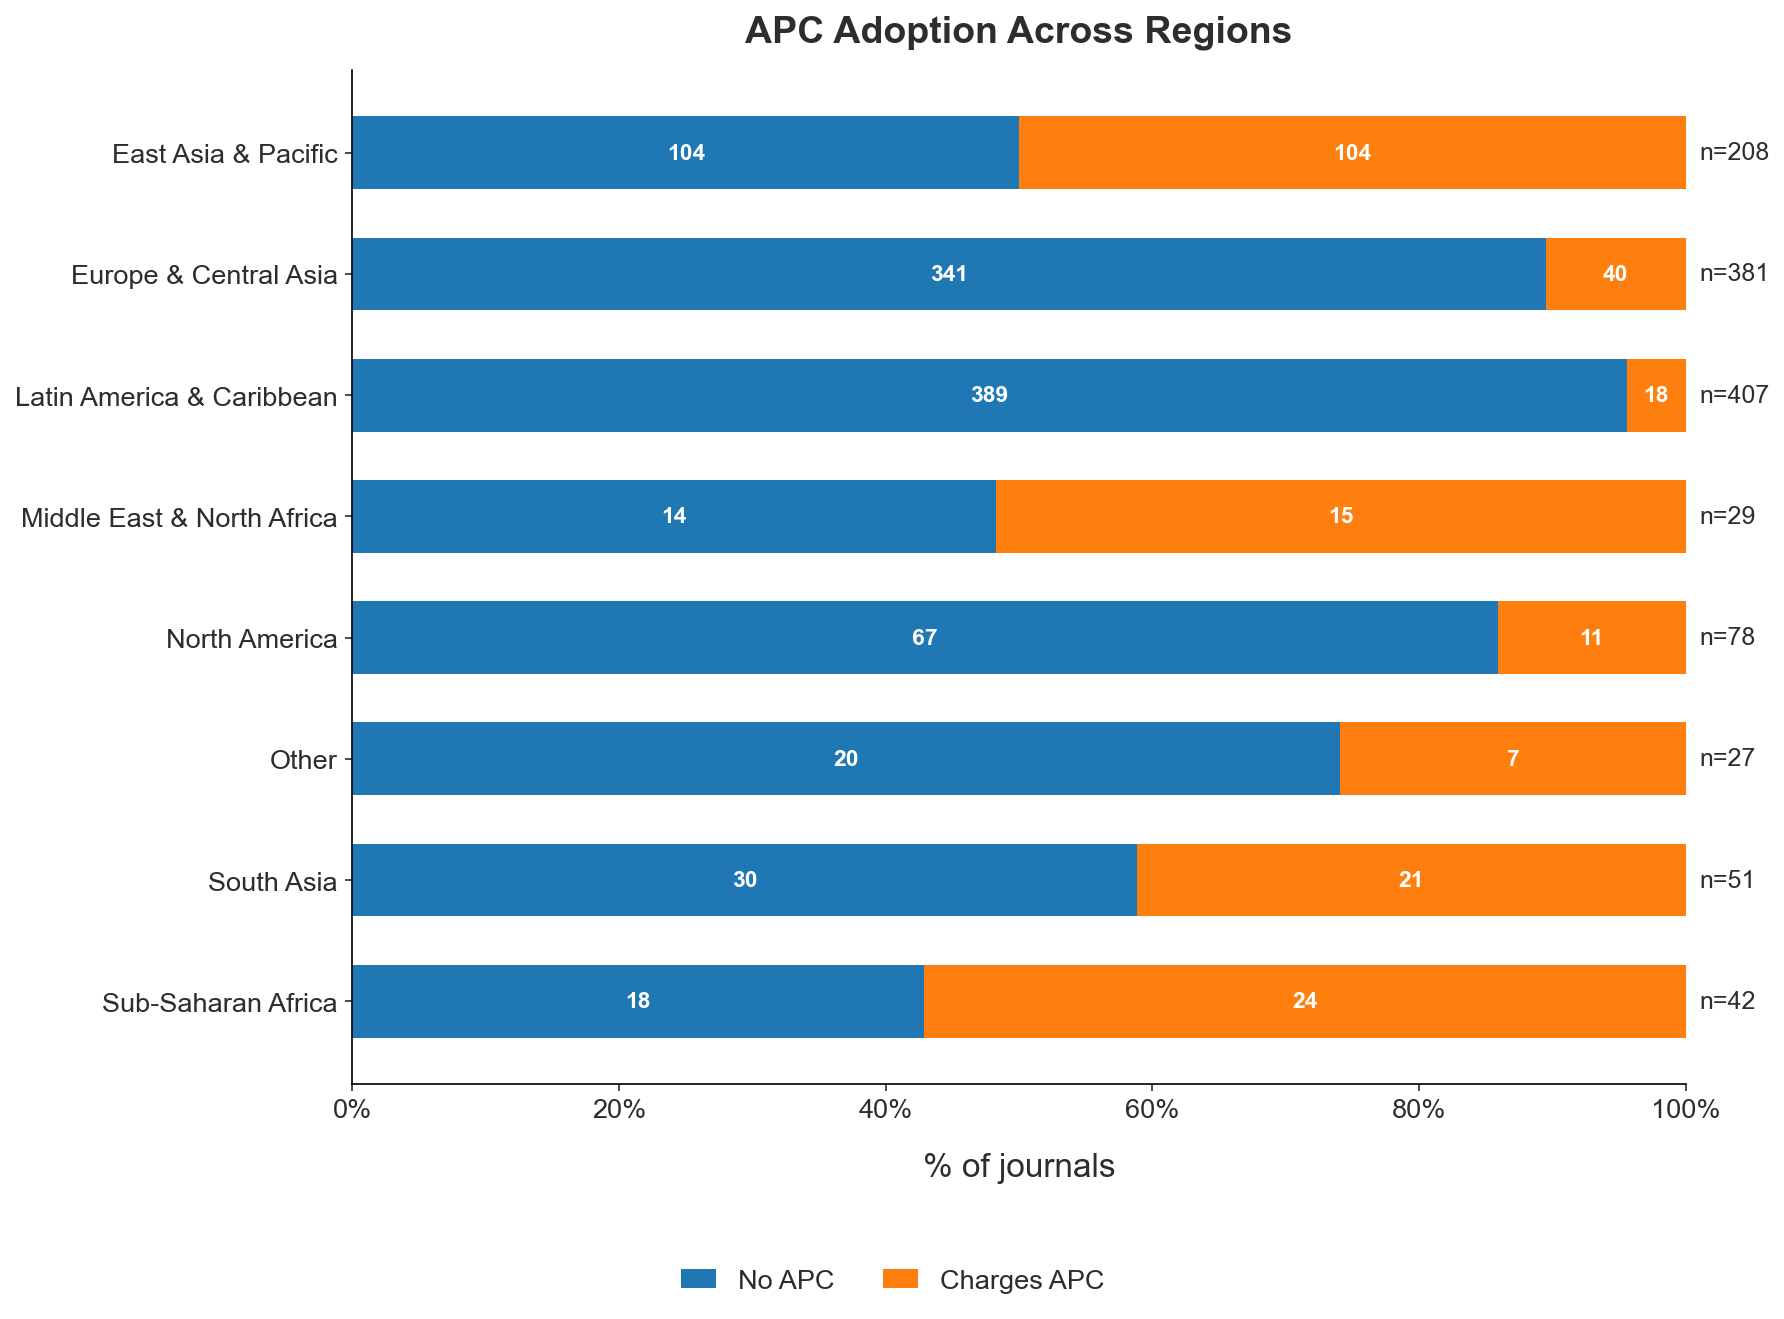 APC Adoption Across Regions
East Asia & Pacific 104 104 n=208
Europe & Central Asia 341 40 n=381
Latin America & Caribbean 389 18 n=407
Middle East & North Africa 14 15 n=29
North America 67 11 n=78
Other 20 7 n=27
South Asia 30 21 n=51
Sub-Saharan Africa 18 24 n=42
0% 20% 40% 60% 80% 100%
% of journals
No APC Charges APC